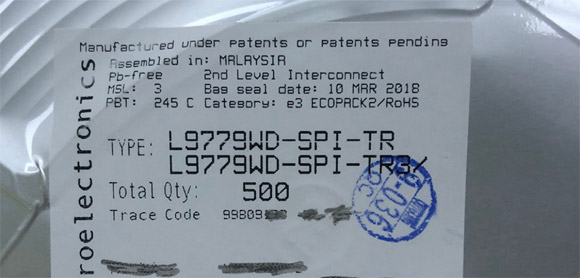 Manufactured under patents or patents pending
Assembled in: MALAYSIA
Pb-free 2nd Level Interconnect
MSL: 3 Bag seal date: 10 MAR 2018
PBT: 245 C Category: e3 ECOPACK2/RoHS
TYPE: L9779WD-SPI-TR
L9779WD-SPI-TR3/
Total Qty: 500
Trace Code 99809
roelectronics